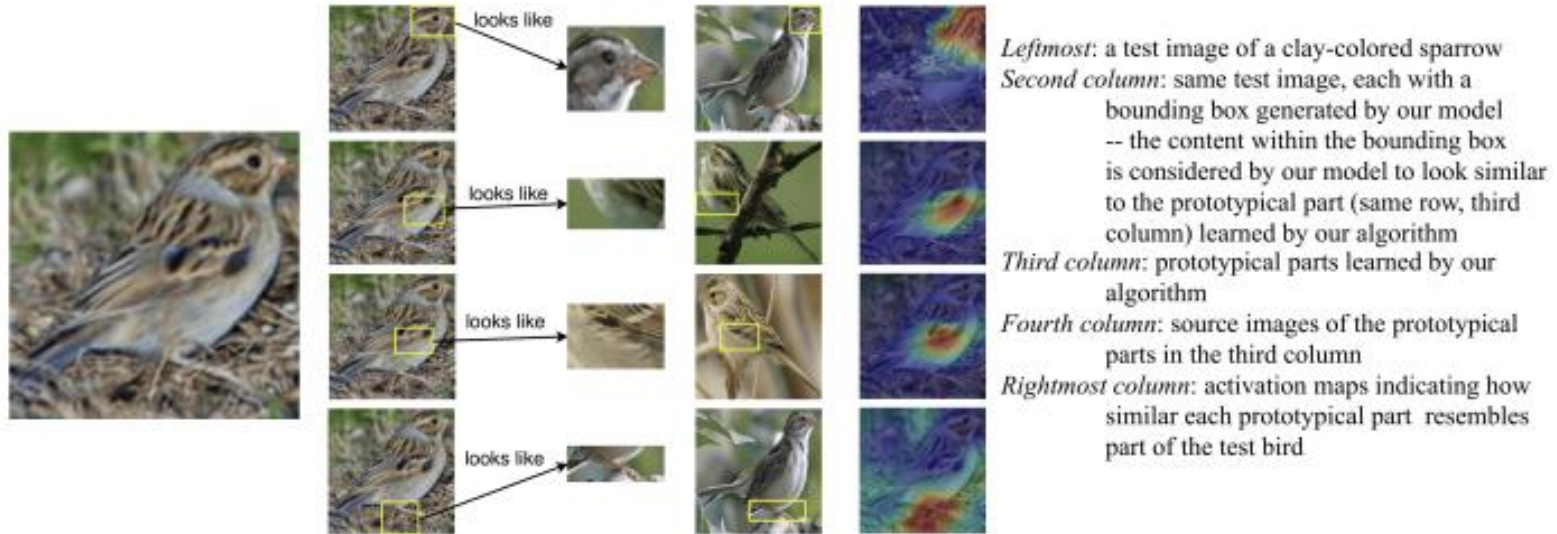 looks like
looks like
looks like
looks like
Leftmost: a test image of a clay-colored sparrow
Second column: same test image, each with a
bounding box generated by our model
-- the content within the bounding box
is considered by our model to look similar
to the prototypical part (same row, third
column) learned by our algorithm
Third column: prototypical parts learned by our
algorithm
Fourth column: source images of the prototypical
parts in the third column
Rightmost column: activation maps indicating how
similar each prototypical part resembles
part of the test bird